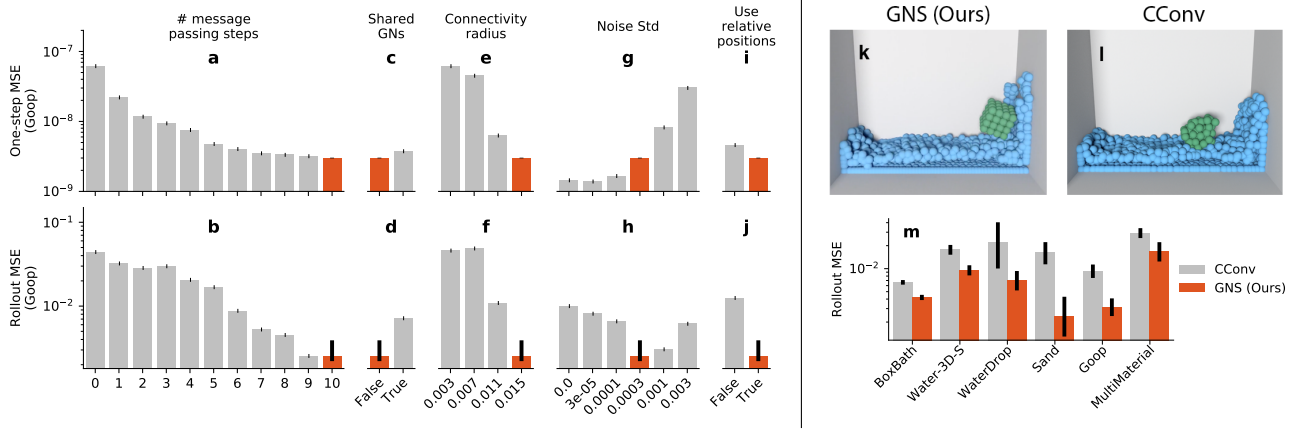 # message
passing steps
Shared
GNs
Connectivity
radius
Noise Std
Use
relative
positions
a
c
e
g
i
One-step MSE
(Goop)
10⁻⁷
10⁻⁸
10⁻⁹
b
d
f
h
j
Rollout MSE
(Goop)
10⁻¹
10⁻²
0 1 2 3 4 5 6 7 8 9 10
False True
0.003 0.007 0.011 0.015
0.0 3e-05 0.0001 0.0003 0.001 0.003
False True
GNS (Ours)
CConv
k
l
m
Rollout MSE
10⁻²
CConv
GNS (Ours)
BoxBath Water-3D-S WaterDrop Sand Goop MultiMaterial